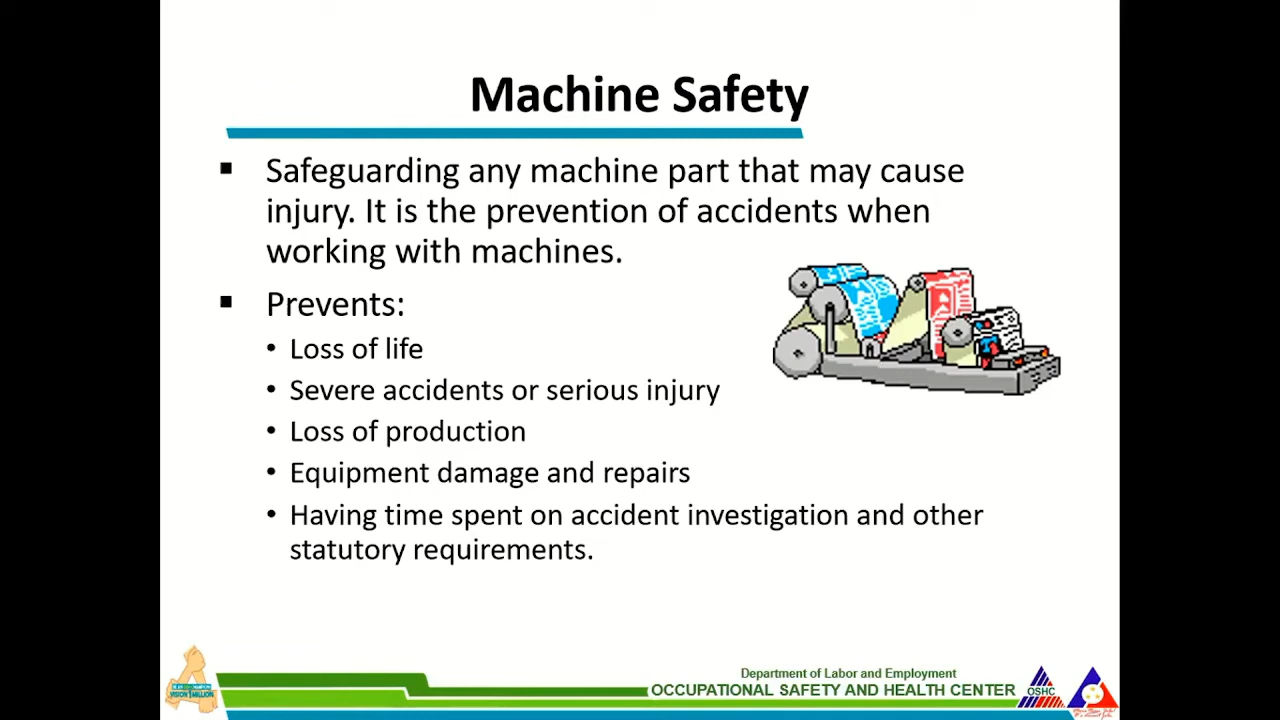 Machine Safety
▪ Safeguarding any machine part that may cause
injury. It is the prevention of accidents when
working with machines.
▪ Prevents:
• Loss of life
• Severe accidents or serious injury
• Loss of production
• Equipment damage and repairs
• Having time spent on accident investigation and other
statutory requirements.
VISION 1 MILLION
Department of Labor and Employment
OCCUPATIONAL SAFETY AND HEALTH CENTER
OSHC